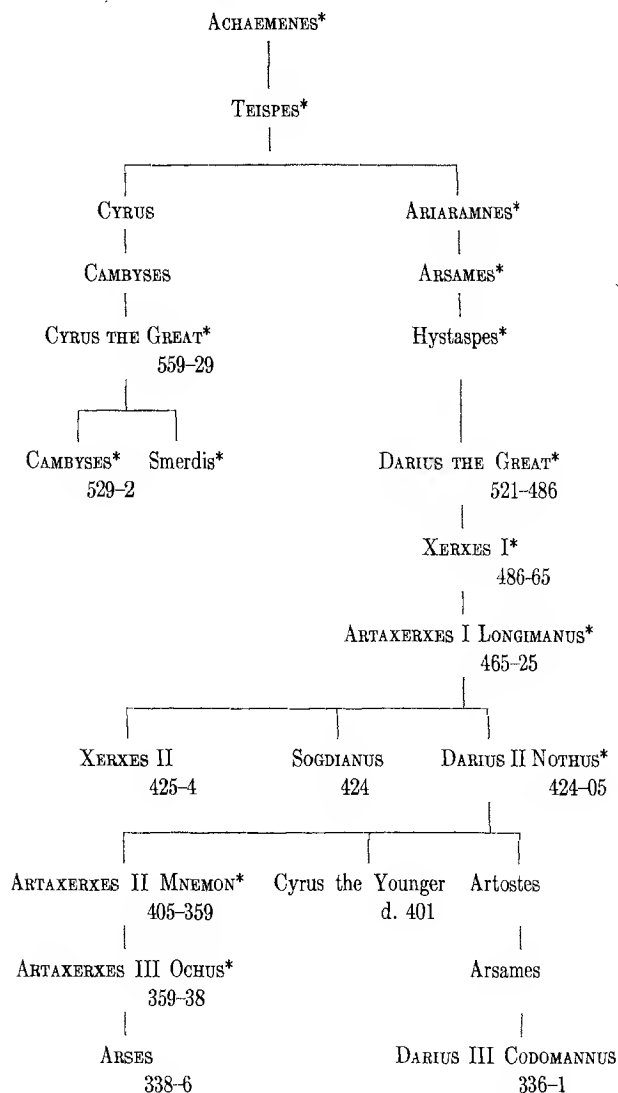 ACHAEMENES*
TEISPES*
CYRUS ARIARAMNES*
CAMBYSES ARSAMES*
CYRUS THE GREAT* Hystaspes*
559–29
CAMBYSES* Smerdis* DARIUS THE GREAT*
529–2 521–486
XERXES I*
486-65
ARTAXERXES I LONGIMANUS*
465–25
XERXES II SOGDIANUS DARIUS II NOTHUS*
425–4 424 424–05
ARTAXERXES II MNEMON* Cyrus the Younger Artostes
405–359 d. 401
ARTAXERXES III OCHUS* Arsames
359–38
ARSES DARIUS III CODOMANNUS
338–6 336–1